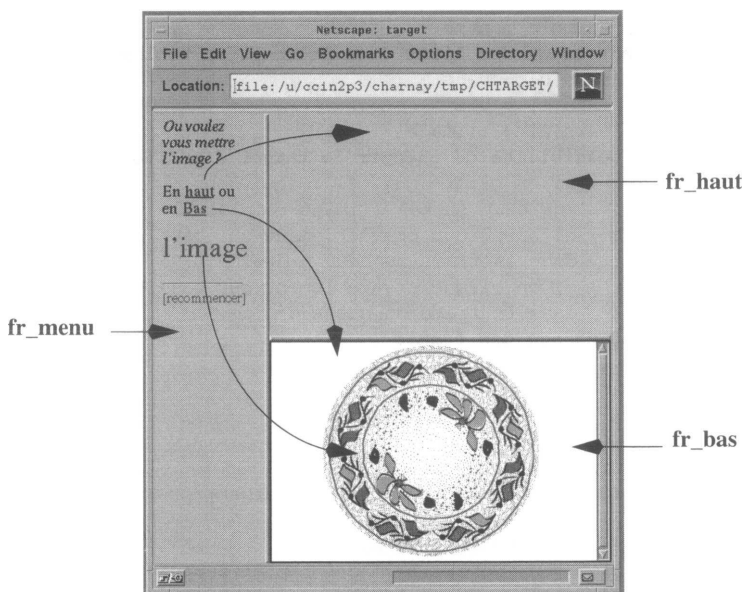 Netscape: target
File Edit View Go Bookmarks Options Directory Window
Location: file:/u/ccin2p3/charnay/tmp/CHTARGET/
N
Ou voulez
vous mettre
l'image ?
En haut ou
en Bas
l'image
[recommencer]
fr_menu
fr_haut
fr_bas